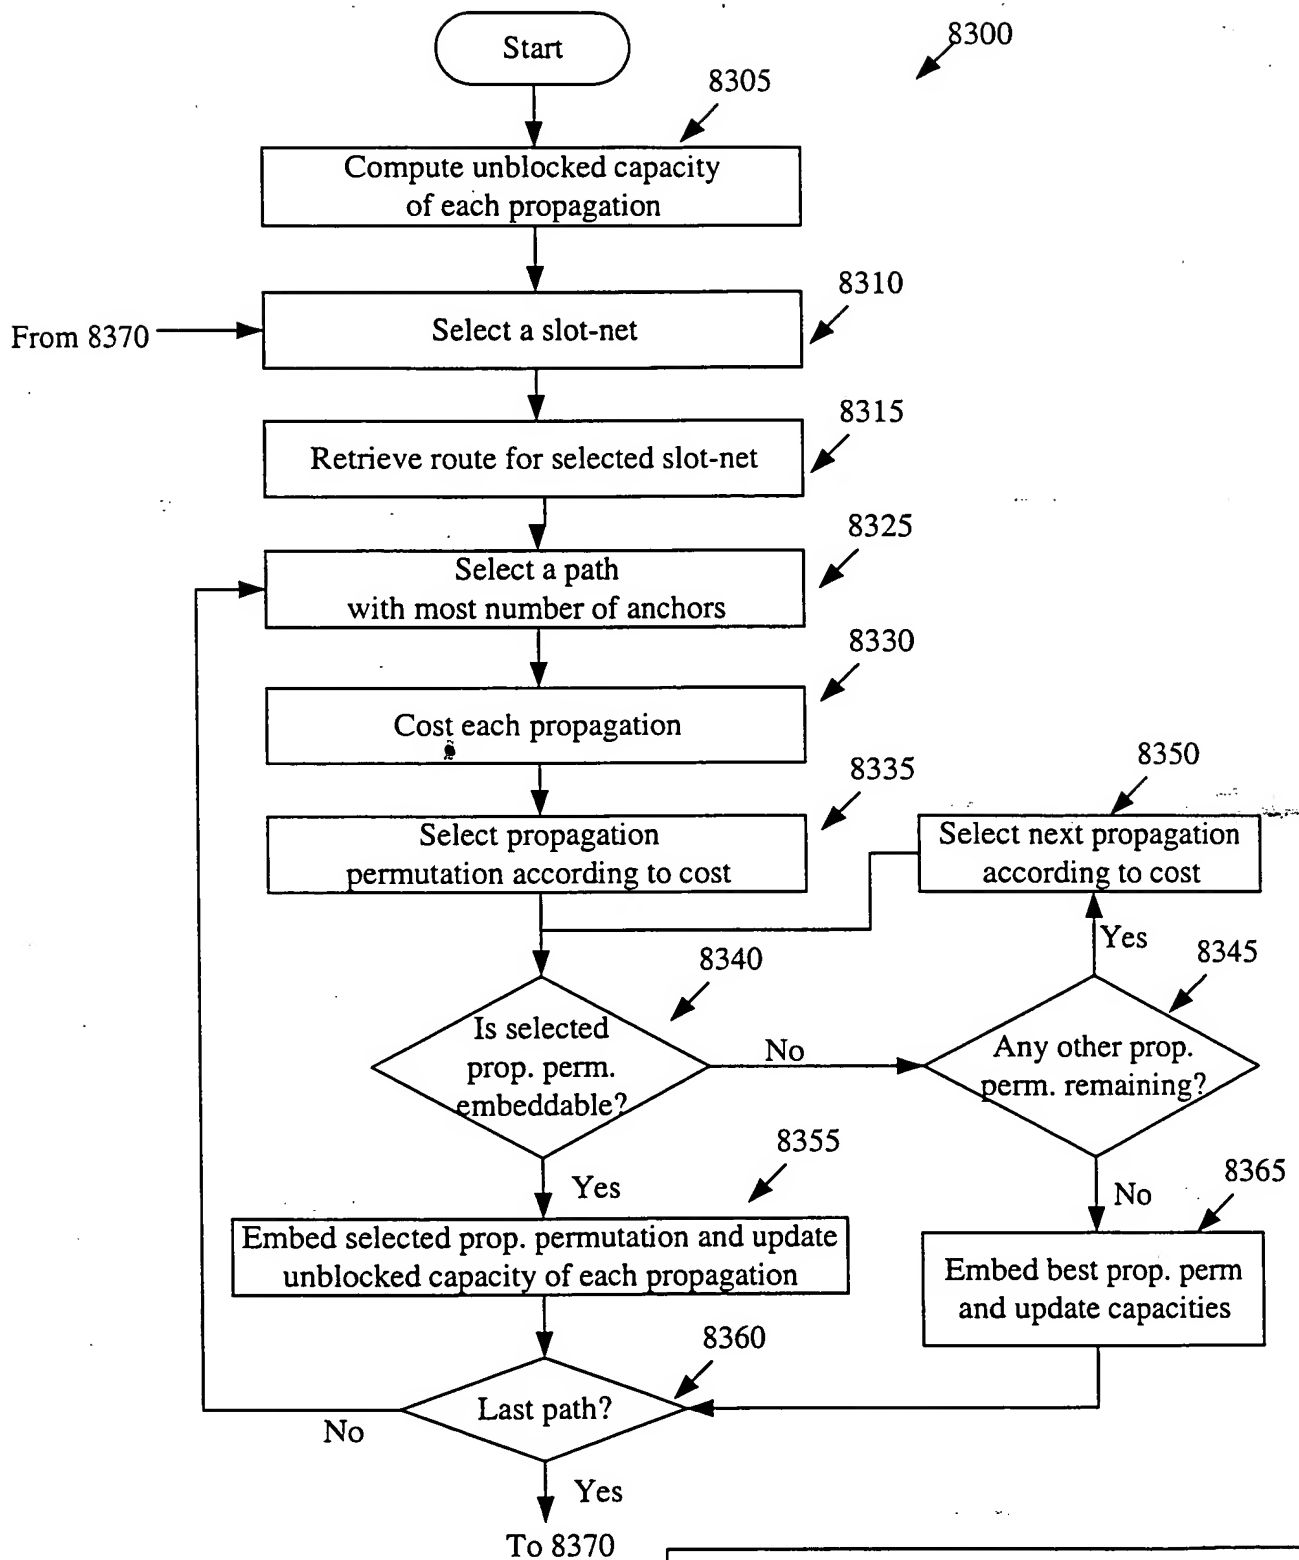 Start
8300
8305
Compute unblocked capacity
of each propagation
8310
From 8370
Select a slot-net
8315
Retrieve route for selected slot-net
8325
Select a path
with most number of anchors
8330
Cost each propagation
8335
8350
Select propagation
permutation according to cost
Select next propagation
according to cost
Yes
8340
8345
Is selected
prop. perm.
embeddable?
No
Any other prop.
perm. remaining?
8355
Yes
No
8365
Embed selected prop. permutation and update
unblocked capacity of each propagation
Embed best prop. perm
and update capacities
8360
Last path?
No
Yes
To 8370